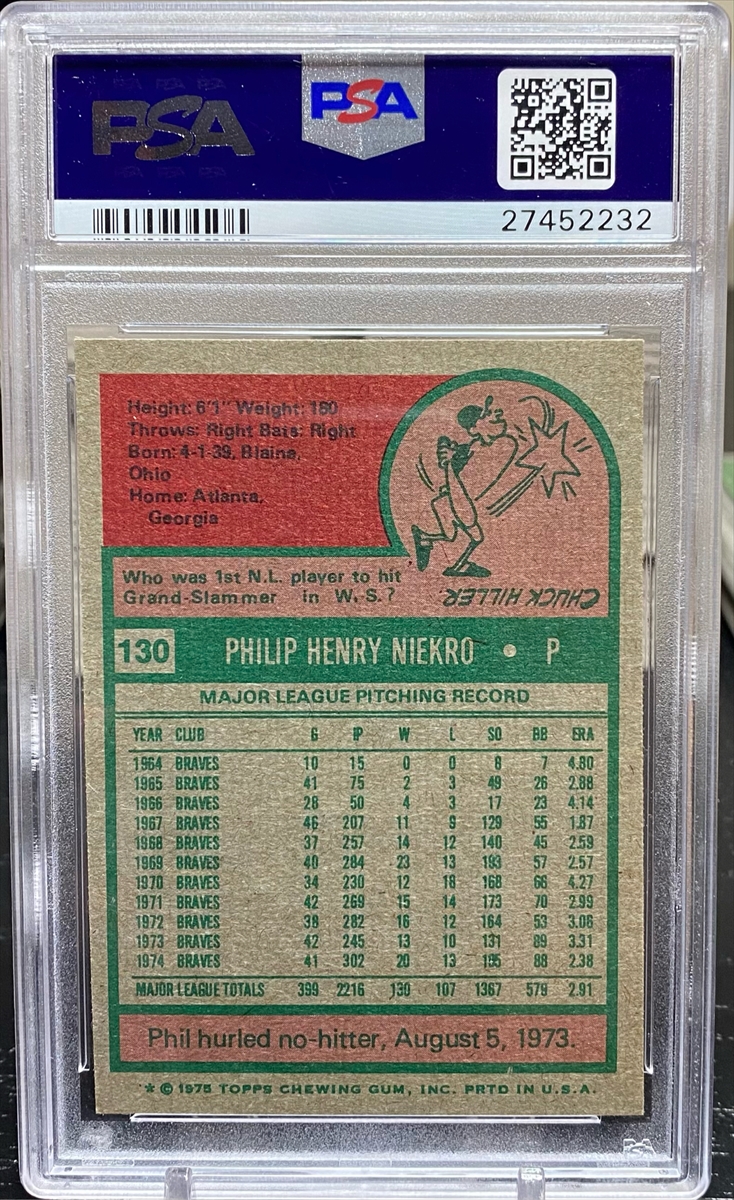 PSA
PSA
27452232
Height: 6'1" Weight: 180
Throws: Right Bats: Right
Born: 4-1-39, Blaine,
Ohio
Home: Atlanta,
Georgia
Who was 1st N.L. player to hit
Grand-Slammer in W.S.?
CHUCK HILLER.
130 PHILIP HENRY NIEKRO • P
MAJOR LEAGUE PITCHING RECORD
YEAR CLUB G IP W L SO BB ERA
1964 BRAVES 10 15 0 0 8 7 4.80
1965 BRAVES 41 75 2 3 49 26 2.88
1966 BRAVES 28 50 4 3 17 23 4.14
1967 BRAVES 46 207 11 9 129 55 1.87
1968 BRAVES 37 257 14 12 140 45 2.59
1969 BRAVES 40 284 23 13 193 57 2.57
1970 BRAVES 34 230 12 18 168 66 4.27
1971 BRAVES 42 269 15 14 173 70 2.99
1972 BRAVES 38 282 16 12 164 53 3.06
1973 BRAVES 42 245 13 10 131 89 3.31
1974 BRAVES 41 302 20 13 195 88 2.38
MAJOR LEAGUE TOTALS 399 2216 130 107 1367 579 2.91
Phil hurled no-hitter, August 5, 1973.
* © 1975 TOPPS CHEWING GUM, INC. PRTD IN U.S.A.
PSA